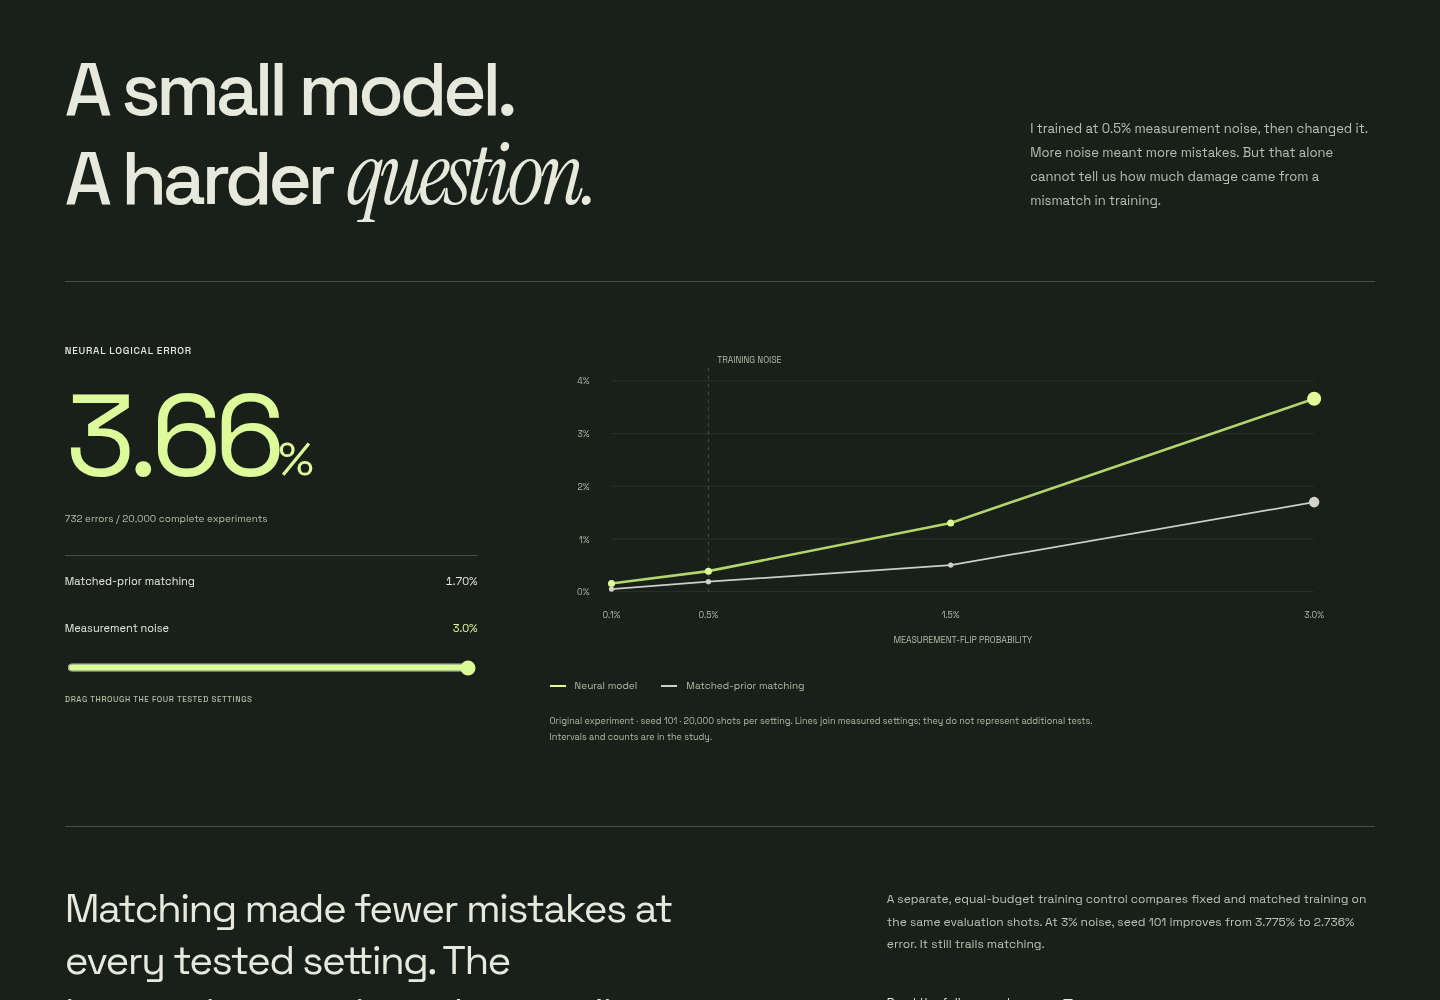 A small model.
A harder question.
I trained at 0.5% measurement noise, then changed it.
More noise meant more mistakes. But that alone
cannot tell us how much damage came from a
mismatch in training.
NEURAL LOGICAL ERROR
3.66%
732 errors / 20,000 complete experiments
Matched-prior matching 1.70%
Measurement noise 3.0%
DRAG THROUGH THE FOUR TESTED SETTINGS
TRAINING NOISE
4%
3%
2%
1%
0%
0.1% 0.5% 1.5% 3.0%
MEASUREMENT-FLIP PROBABILITY
Neural model Matched-prior matching
Original experiment · seed 101 · 20,000 shots per setting. Lines join measured settings; they do not represent additional tests.
Intervals and counts are in the study.
Matching made fewer mistakes at
every tested setting. The
A separate, equal-budget training control compares fixed and matched training on
the same evaluation shots. At 3% noise, seed 101 improves from 3.775% to 2.736%
error. It still trails matching.